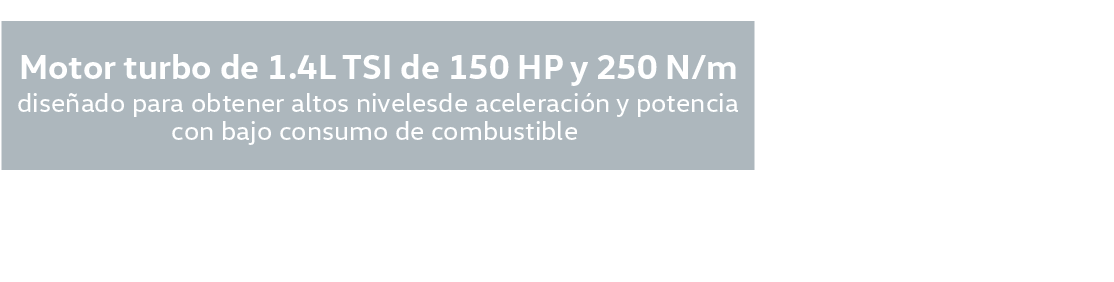 Motor turbo de 1.4L TSI de 150 HP y 250 N/m
diseñado para obtener altos nivelesde aceleración y potencia
con bajo consumo de combustible